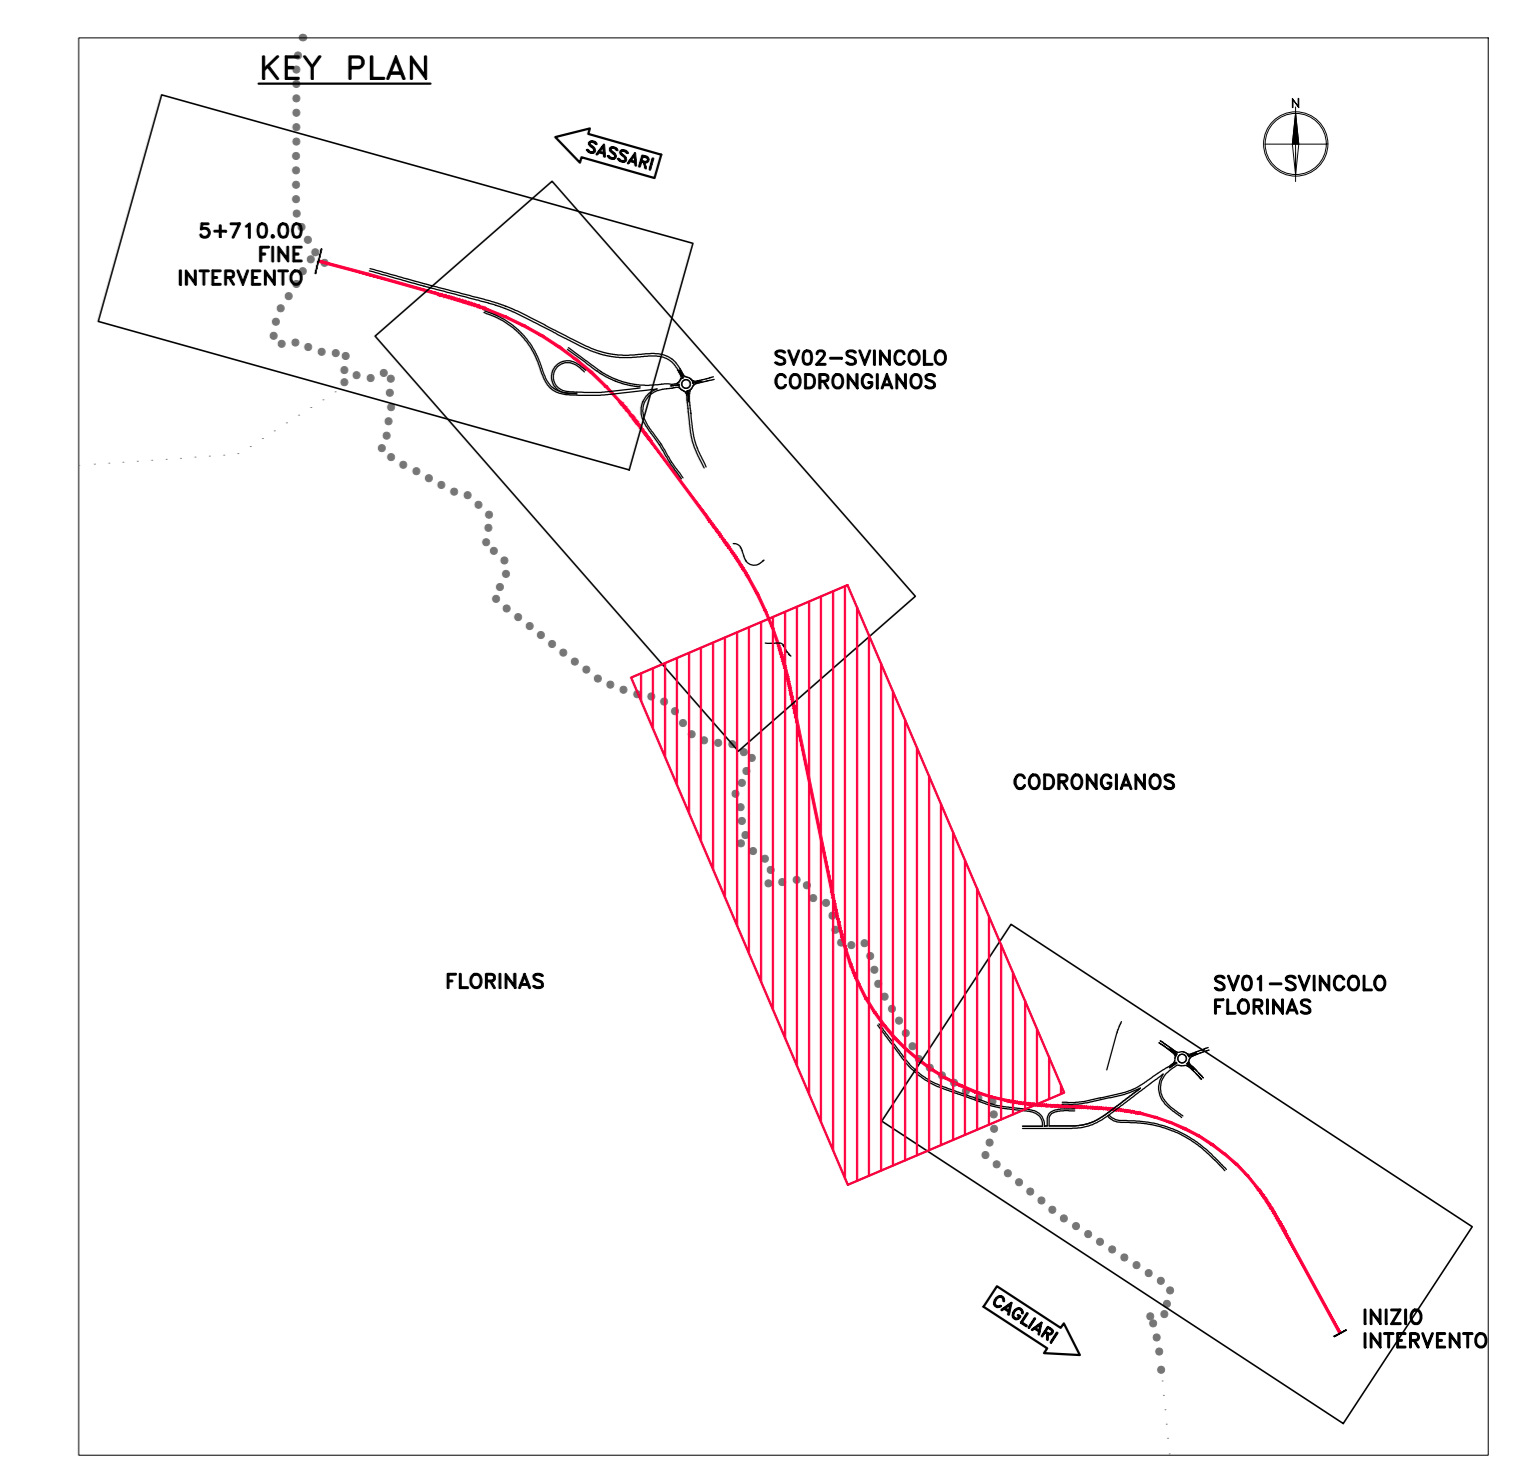 KEY PLAN
N
SASSARI
5+710.00
FINE
INTERVENTO
SV02-SVINCOLO
CODRONGIANOS
CODRONGIANOS
FLORINAS
SV01-SVINCOLO
FLORINAS
CAGLIARI
INIZIO
INTERVENTO